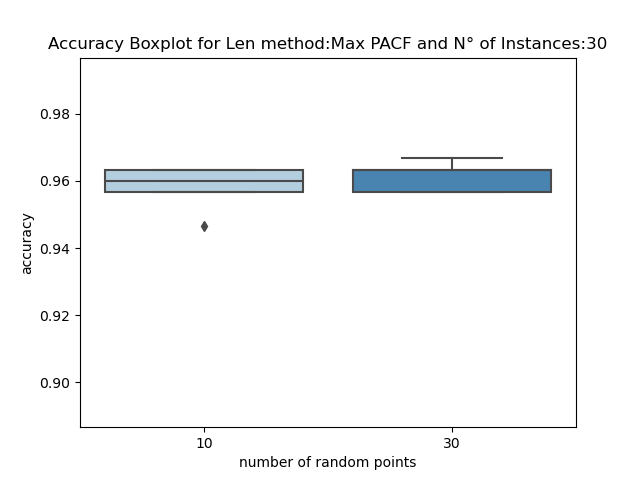 Accuracy Boxplot for Len method:Max PACF and N° of Instances:30
0.98
0.96
0.94
0.92
0.90
accuracy
10
30
number of random points